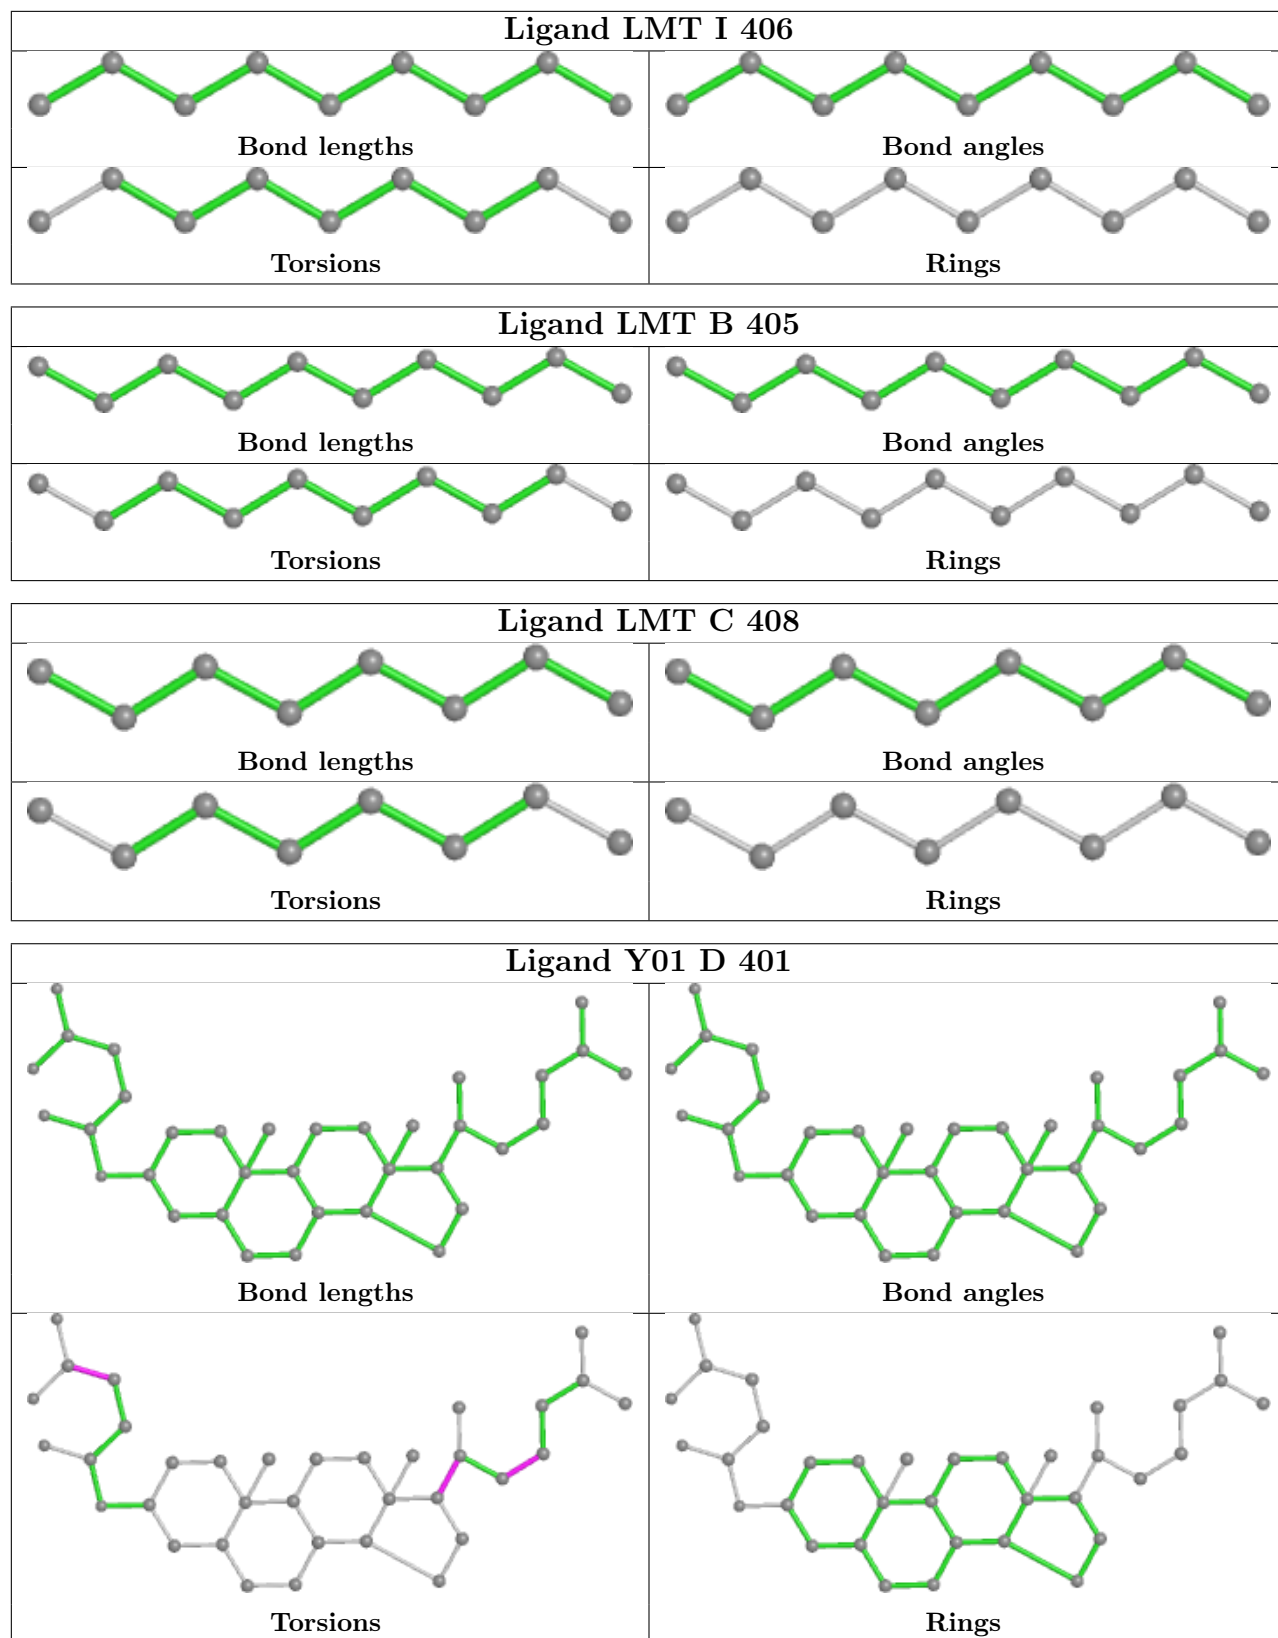 Ligand LMT I 406
Bond lengths
Bond angles
Torsions
Rings
Ligand LMT B 405
Bond lengths
Bond angles
Torsions
Rings
Ligand LMT C 408
Bond lengths
Bond angles
Torsions
Rings
Ligand Y01 D 401
Bond lengths
Bond angles
Torsions
Rings